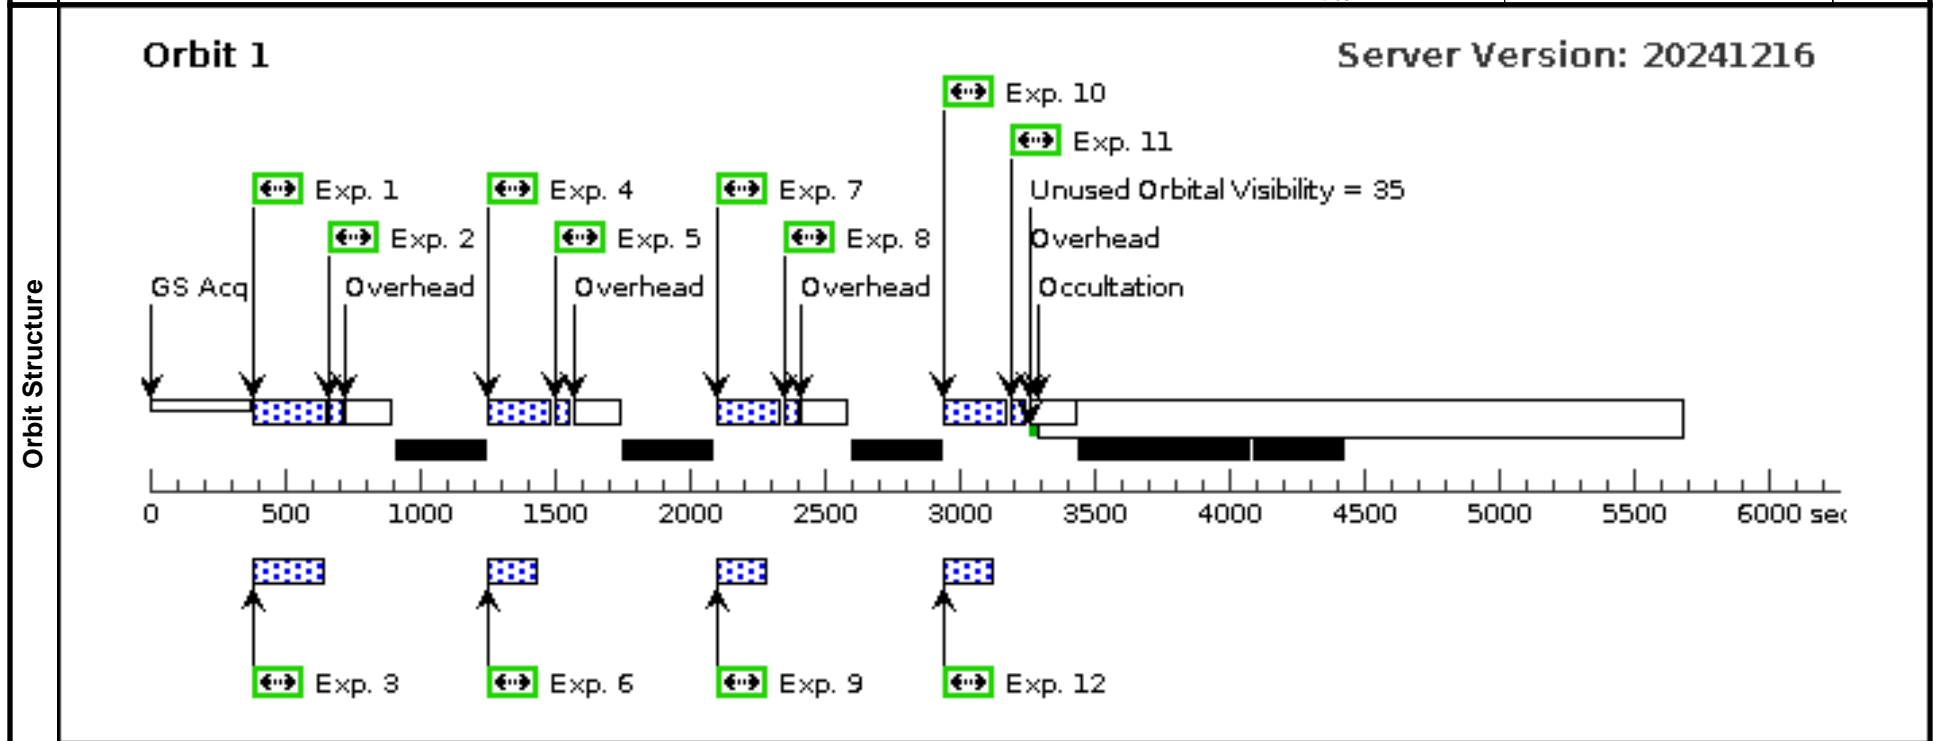 Orbit Structure
Orbit 1
Server Version: 20241216
Exp. 10
Exp. 11
Exp. 1
Exp. 4
Exp. 7
Unused Orbital Visibility = 35
Exp. 2
Exp. 5
Exp. 8
Overhead
GS Acq
Overhead
Overhead
Overhead
Occultation
0 500 1000 1500 2000 2500 3000 3500 4000 4500 5000 5500 6000 sec
Exp. 3
Exp. 6
Exp. 9
Exp. 12